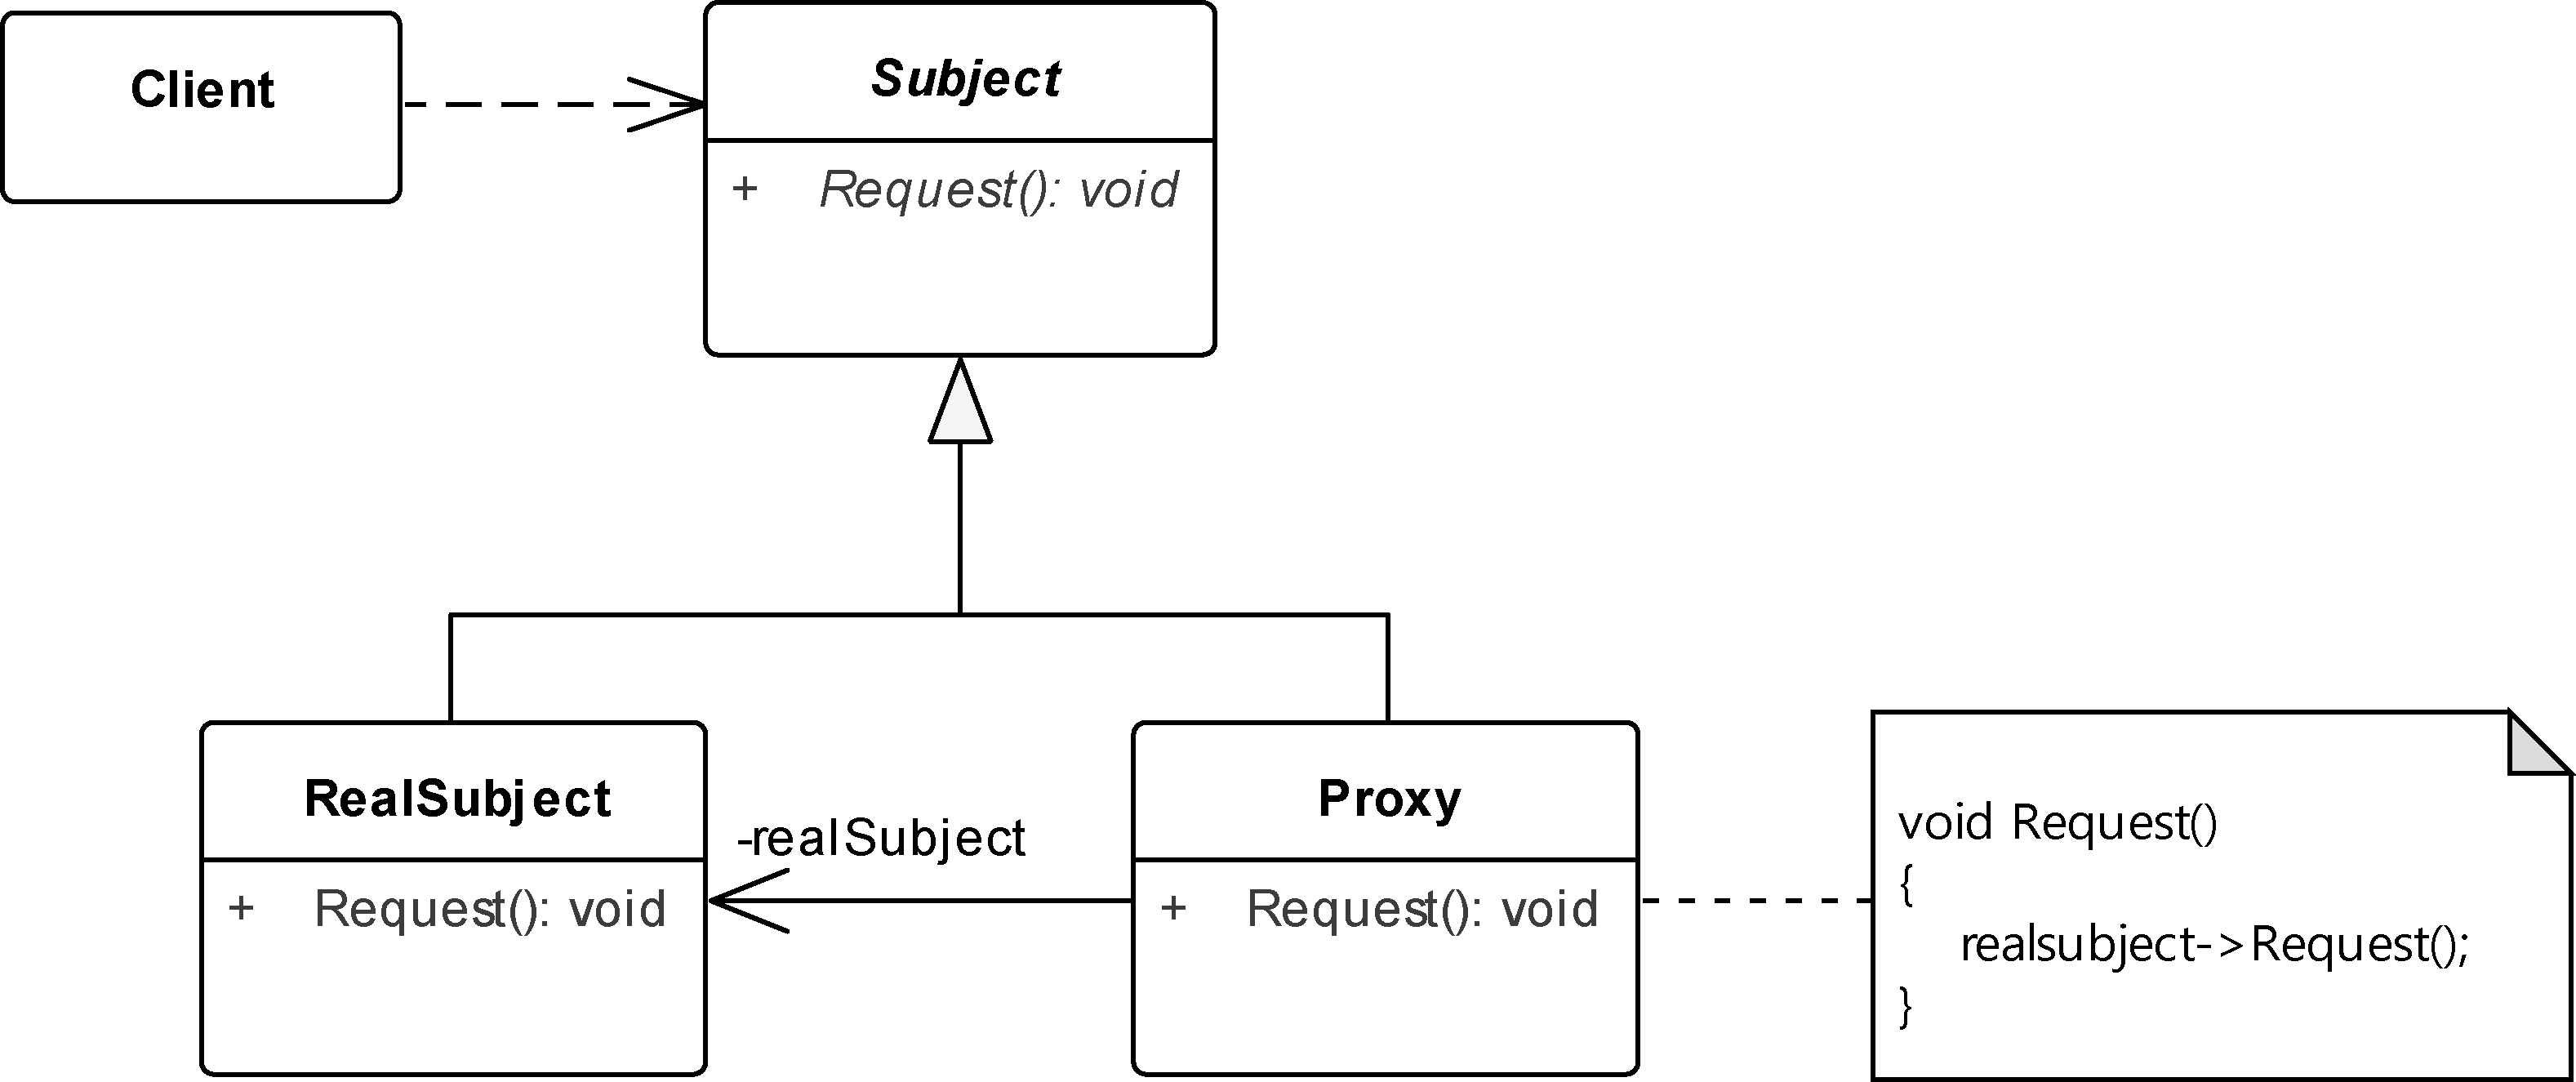 Client
Subject
+ Request(): void
RealSubject
+ Request(): void
-realSubject
Proxy
+ Request(): void
void Request()
{
realsubject->Request();
}